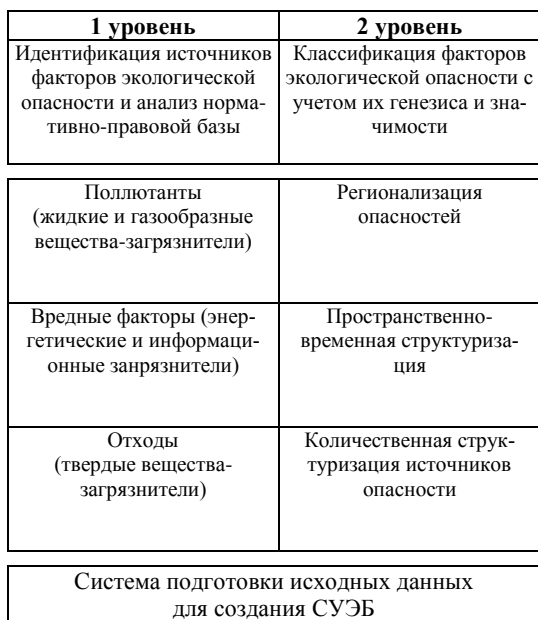 1 уровень
2 уровень
Идентификация источников
факторов экологической
опасности и анализ норма-
тивно-правовой базы
Классификация факторов
экологической опасности с
учетом их генезиса и зна-
чимости
Поллютанты
(жидкие и газообразные
вещества-загрязнители)
Регионализация
опасностей
Вредные факторы (энер-
гетические и информаци-
онные занрязнители)
Пространственно-
временная структуриза-
ция
Отходы
(твердые вещества-
загрязнители)
Количественная струк-
туризация источников
опасности
Система подготовки исходных данных
для создания СУЭБ